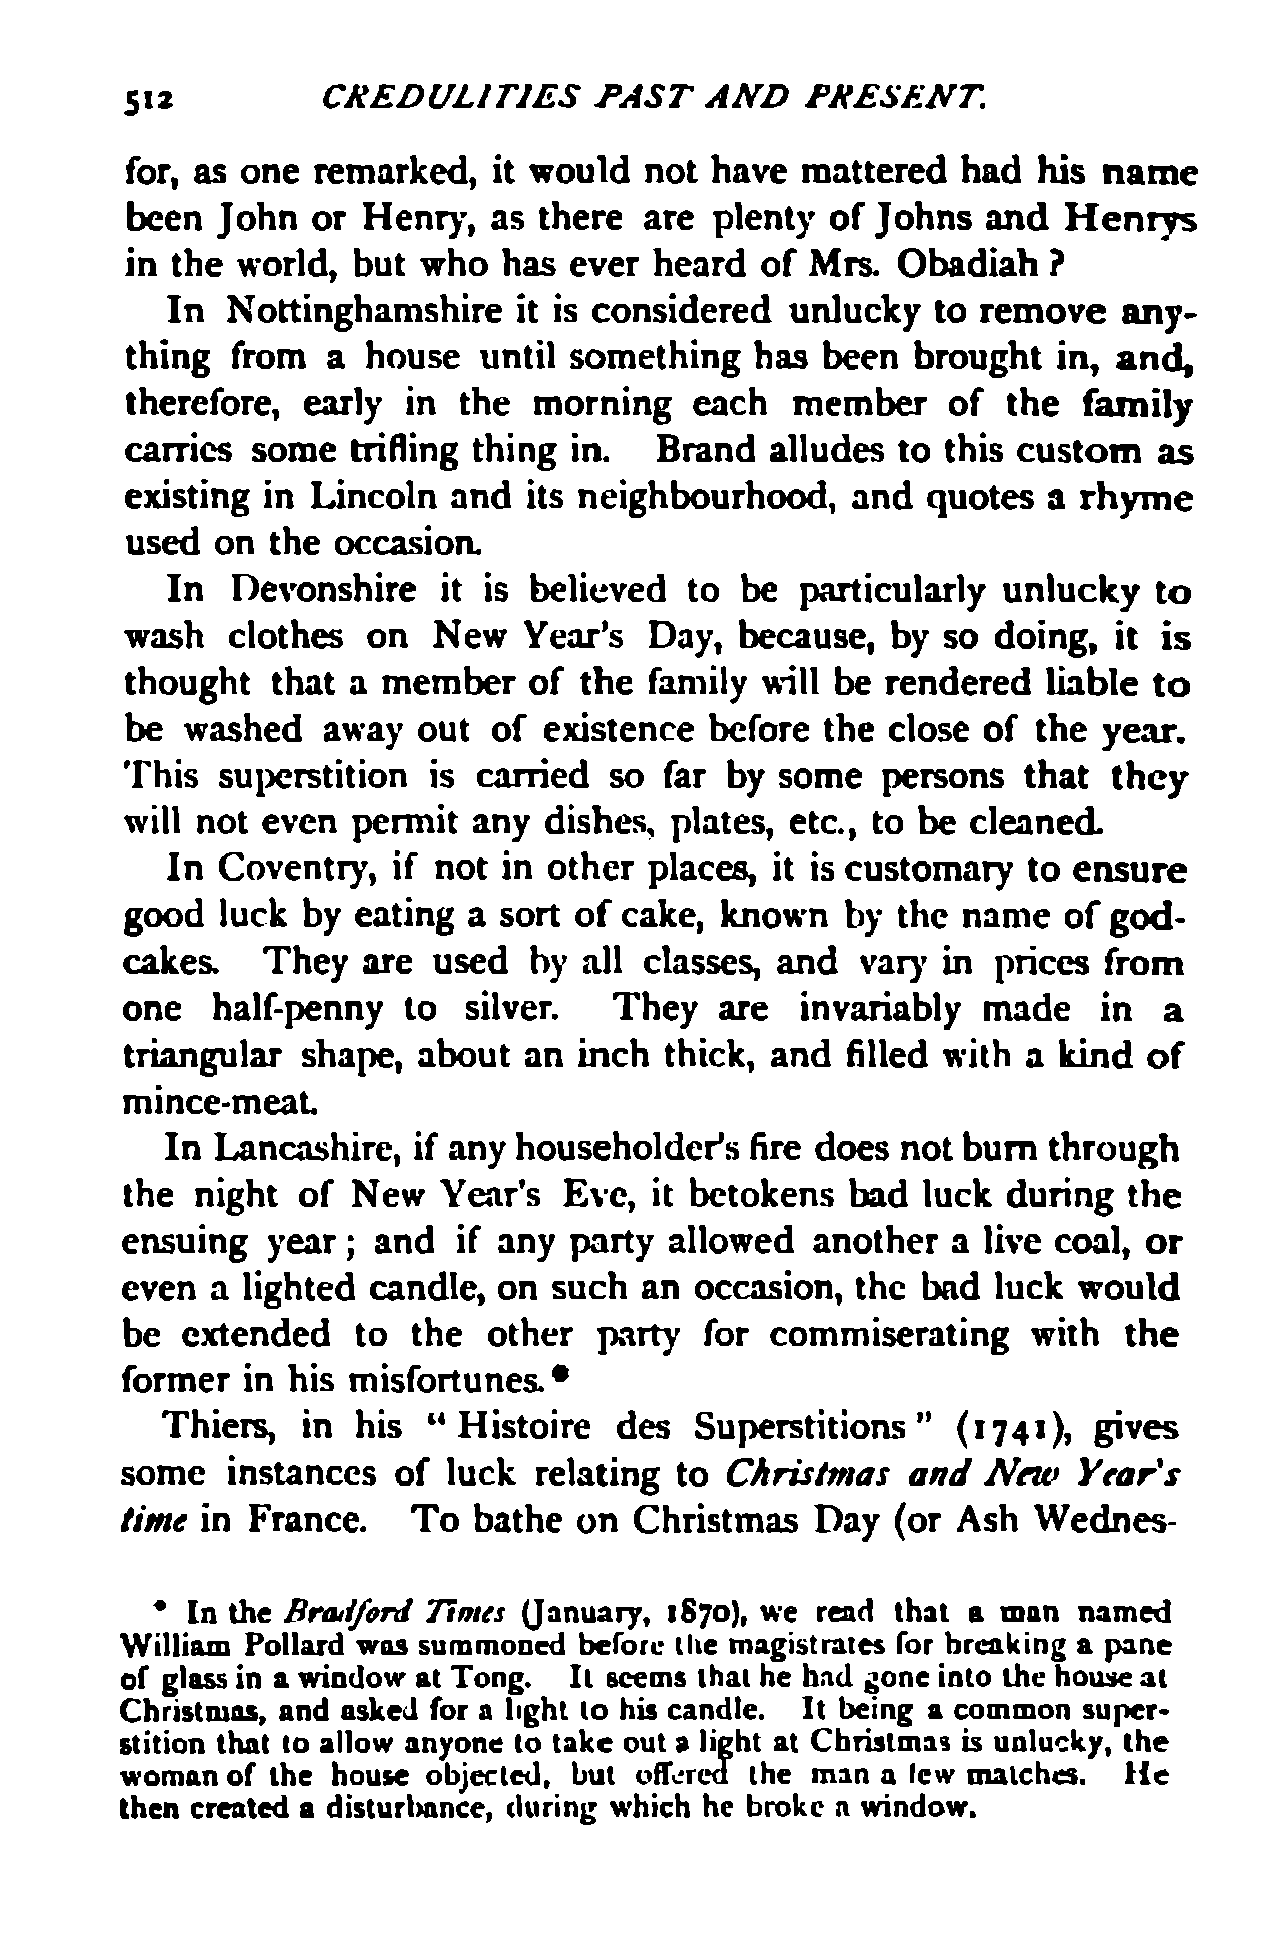 512 CREDULITIES PAST AND PRESENT.
for, as one remarked, it would not have mattered had his name
been John or Henry, as there are plenty of Johns and Henrys
in the world, but who has ever heard of Mrs. Obadiah ?
In Nottinghamshire it is considered unlucky to remove any-
thing from a house until something has been brought in, and,
therefore, early in the morning each member of the family
carries some trifling thing in. Brand alludes to this custom as
existing in Lincoln and its neighbourhood, and quotes a rhyme
used on the occasion.
In Devonshire it is believed to be particularly unlucky to
wash clothes on New Year's Day, because, by so doing, it is
thought that a member of the family will be rendered liable to
be washed away out of existence before the close of the year.
This superstition is carried so far by some persons that they
will not even permit any dishes, plates, etc., to be cleaned.
In Coventry, if not in other places, it is customary to ensure
good luck by eating a sort of cake, known by the name of god-
cakes. They are used by all classes, and vary in prices from
one half-penny to silver. They are invariably made in a
triangular shape, about an inch thick, and filled with a kind of
mince-meat.
In Lancashire, if any householder's fire does not burn through
the night of New Year's Eve, it betokens bad luck during the
ensuing year ; and if any party allowed another a live coal, or
even a lighted candle, on such an occasion, the bad luck would
be extended to the other party for commiserating with the
former in his misfortunes.*
Thiers, in his “ Histoire des Superstitions ” (1741), gives
some instances of luck relating to Christmas and New Year's
time in France. To bathe on Christmas Day (or Ash Wednes-
* In the Bradford Times (January, 1870), we read that a man named
William Pollard was summoned before the magistrates for breaking a pane
of glass in a window at Tong. It seems that he had gone into the house at
Christmas, and asked for a light to his candle. It being a common super-
stition that to allow anyone to take out a light at Christmas is unlucky, the
woman of the house objected, but offered the man a few matches. He
then created a disturbance, during which he broke a window.